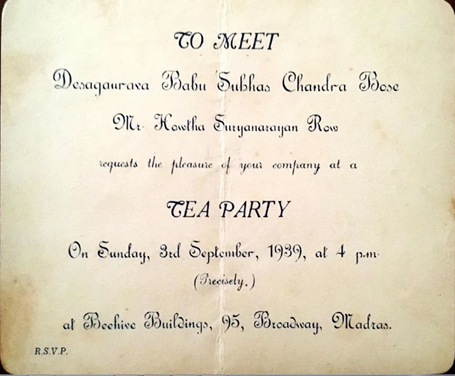 TO MEET
Desagaurava Babu Subhas Chandra Bose
Mr. Howtha Suryanarayan Row
requests the pleasure of your company at a
TEA PARTY
On Sunday, 3rd September, 1939, at 4 p.m.
(Precisely.)
at Beehive Buildings, 95, Broadway, Madras.
R.S.V.P.